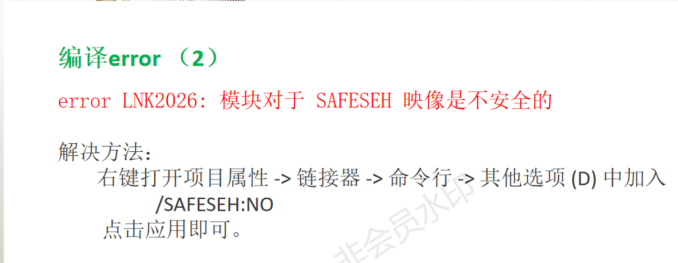 编译error （2）
error LNK2026: 模块对于 SAFESEH 映像是不安全的
解决方法：
右键打开项目属性 -> 链接器 -> 命令行 -> 其他选项 (D) 中加入
/SAFESEH:NO
点击应用即可。
非会员水印